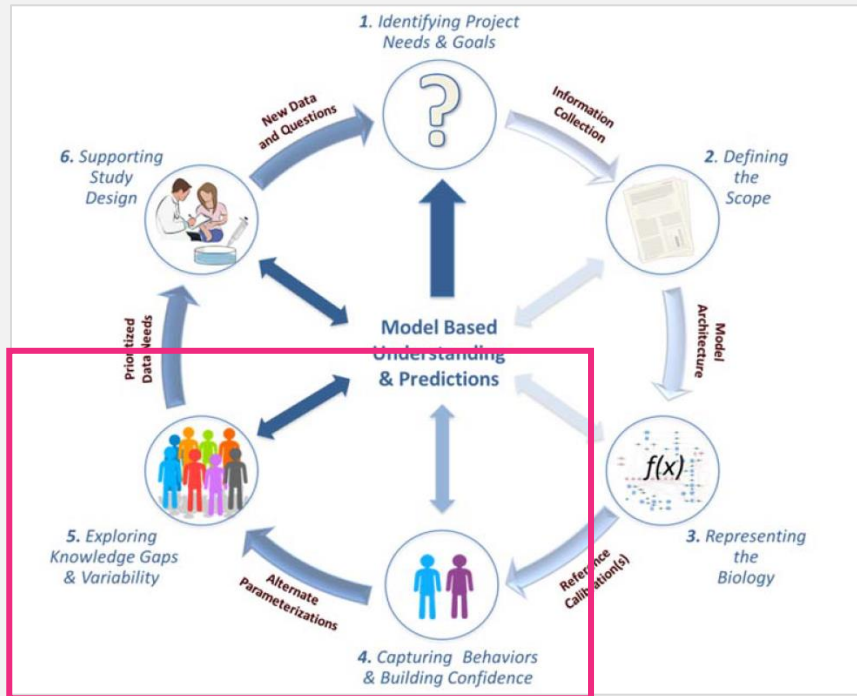 1. Identifying Project
Needs & Goals
Information
Collection
2. Defining
the
Scope
Model
Architecture
3. Representing
the
Biology
f(x)
Reference
Calibration(s)
4. Capturing Behaviors
& Building Confidence
Alternate
Parameterizations
5. Exploring
Knowledge Gaps
& Variability
Prioritized
Data Needs
6. Supporting
Study
Design
New Data
and Questions
Model Based
Understanding
& Predictions